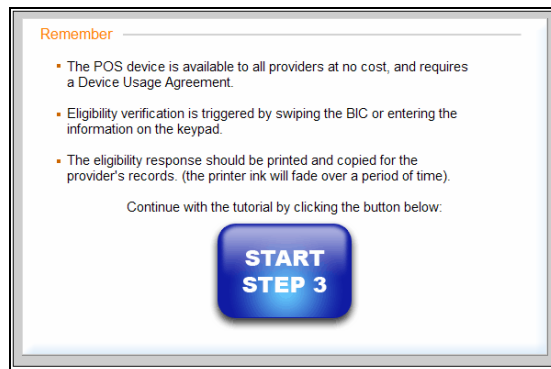 Remember
▪ The POS device is available to all providers at no cost, and requires
a Device Usage Agreement.
▪ Eligibility verification is triggered by swiping the BIC or entering the
information on the keypad.
▪ The eligibility response should be printed and copied for the
provider's records. (the printer ink will fade over a period of time).
Continue with the tutorial by clicking the button below:
START
STEP 3